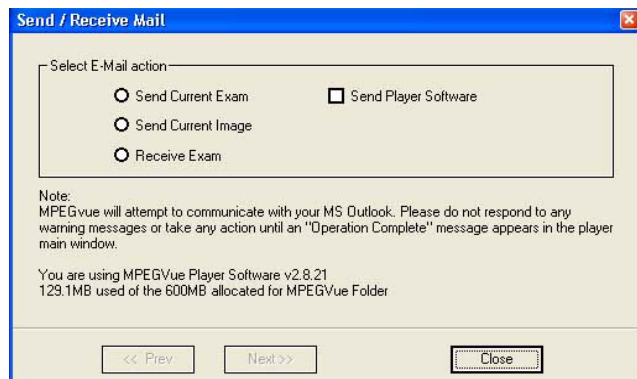 Send / Receive Mail
Select E-Mail action
Send Current Exam
Send Player Software
Send Current Image
Receive Exam
Note:
MPEGvue will attempt to communicate with your MS Outlook. Please do not respond to any
warning messages or take any action until an "Operation Complete" message appears in the player
main window.
You are using MPEGVue Player Software v2.8.21
129.1MB used of the 600MB allocated for MPEGVue Folder
<< Prev
Next >>
Close